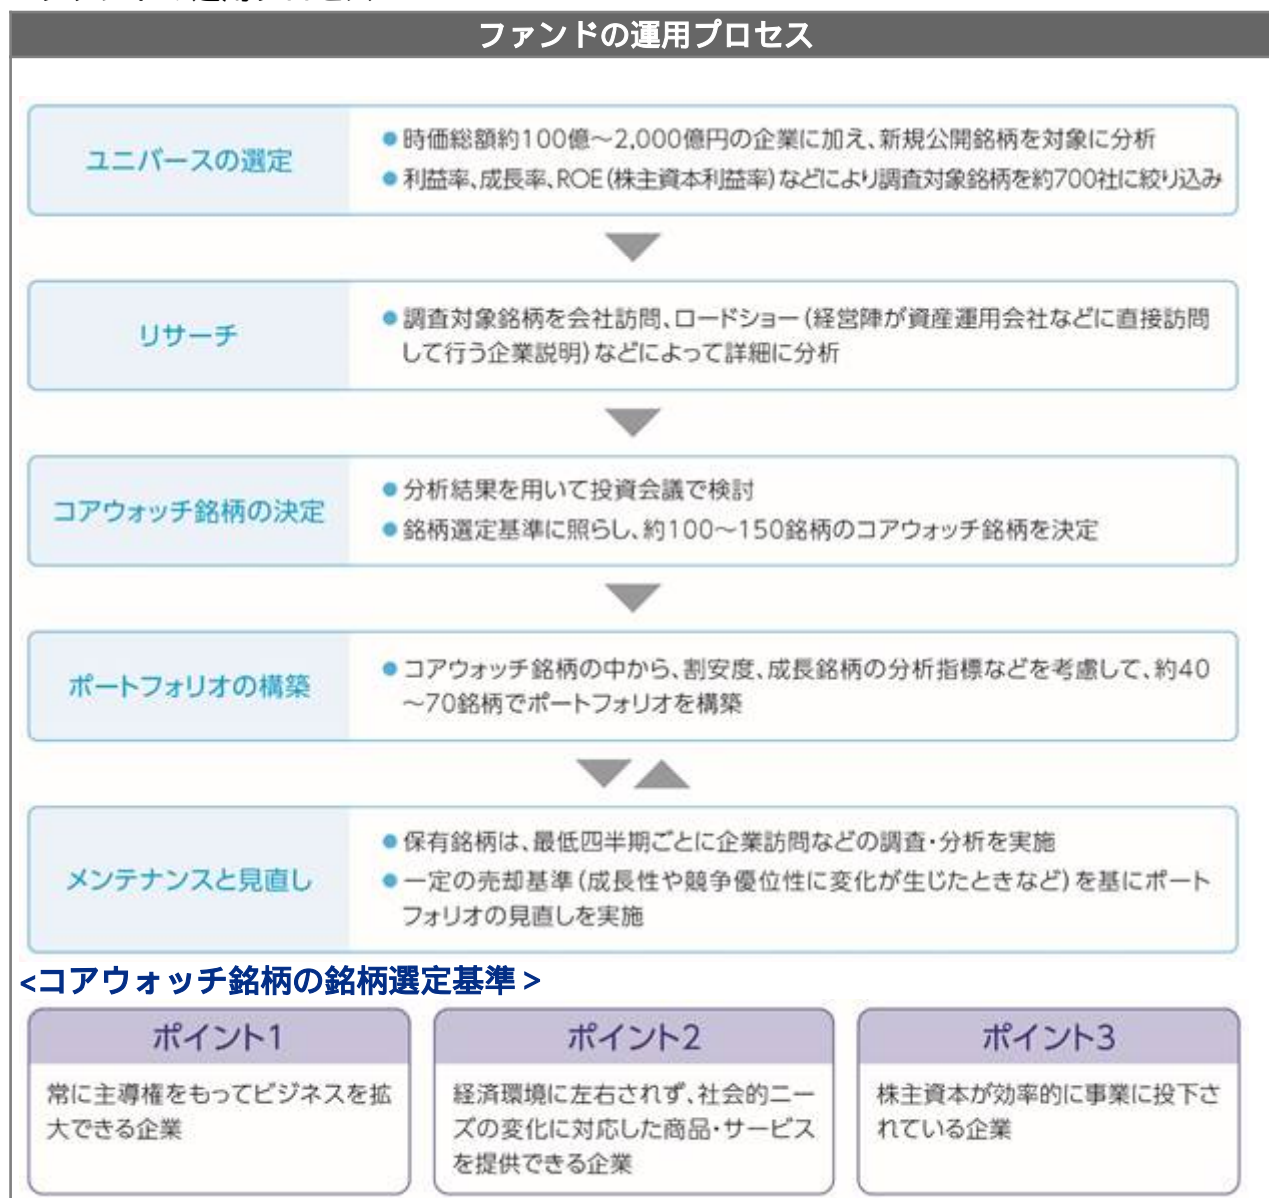 ファンドの運用プロセス
ユニバースの選定
●時価総額約100億～2,000億円の企業に加え、新規公開銘柄を対象に分析
●利益率、成長率、ROE(株主資本利益率)などにより調査対象銘柄を約700社に絞り込み
リサーチ
●調査対象銘柄を会社訪問、ロードショー(経営陣が資産運用会社などに直接訪問
して行う企業説明)などによって詳細に分析
コアウォッチ銘柄の決定
●分析結果を用いて投資会議で検討
●銘柄選定基準に照らし、約100～150銘柄のコアウォッチ銘柄を決定
ポートフォリオの構築
●コアウォッチ銘柄の中から、割安度、成長銘柄の分析指標などを考慮して、約40
～70銘柄でポートフォリオを構築
メンテナンスと見直し
●保有銘柄は、最低四半期ごとに企業訪問などの調査・分析を実施
●一定の売却基準(成長性や競争優位性に変化が生じたときなど)を基にポート
フォリオの見直しを実施
<コアウォッチ銘柄の銘柄選定基準>
ポイント1
常に主導権をもってビジネスを拡
大できる企業
ポイント2
経済環境に左右されず、社会的ニー
ズの変化に対応した商品・サービス
を提供できる企業
ポイント3
株主資本が効率的に事業に投下さ
れている企業